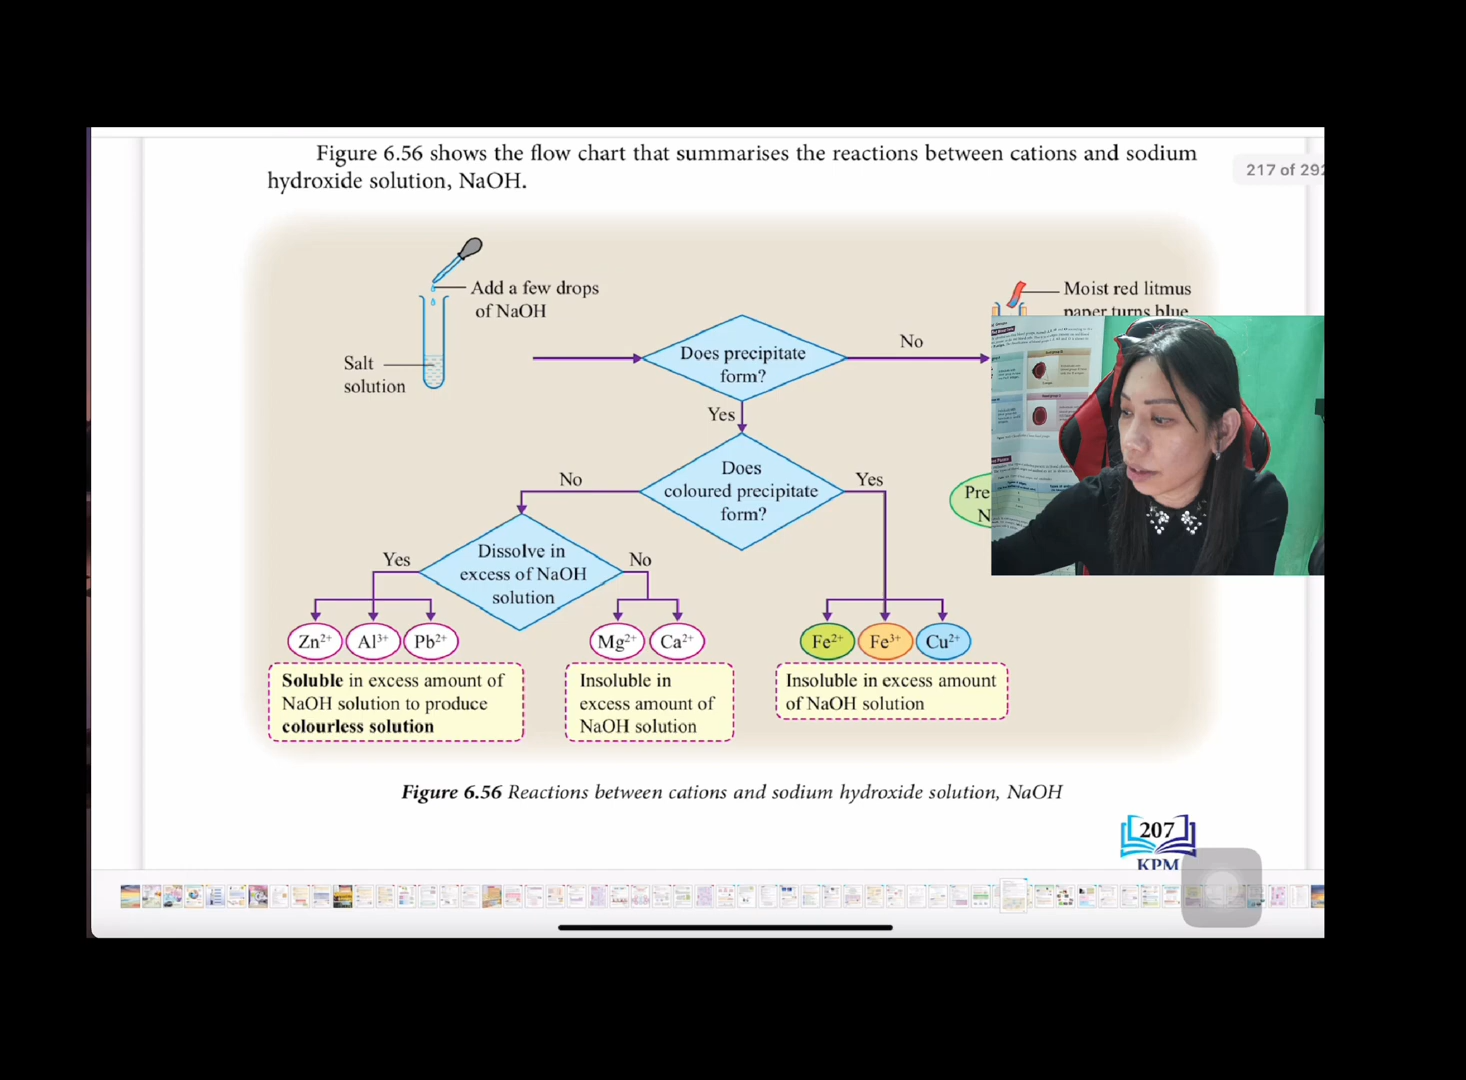 Figure 6.56 shows the flow chart that summarises the reactions between cations and sodium
hydroxide solution, NaOH.
217 of 292
Add a few drops
of NaOH
Salt
solution
Moist red litmus
paper turns blue
Does precipitate
form?
No
Yes
Does
coloured precipitate
form?
No
Yes
Dissolve in
excess of NaOH
solution
Yes
No
Zn²⁺
Al³⁺
Pb²⁺
Mg²⁺
Ca²⁺
Fe²⁺
Fe³⁺
Cu²⁺
Soluble in excess amount of
NaOH solution to produce
colourless solution
Insoluble in
excess amount of
NaOH solution
Insoluble in excess amount
of NaOH solution
Figure 6.56 Reactions between cations and sodium hydroxide solution, NaOH
207
KPM